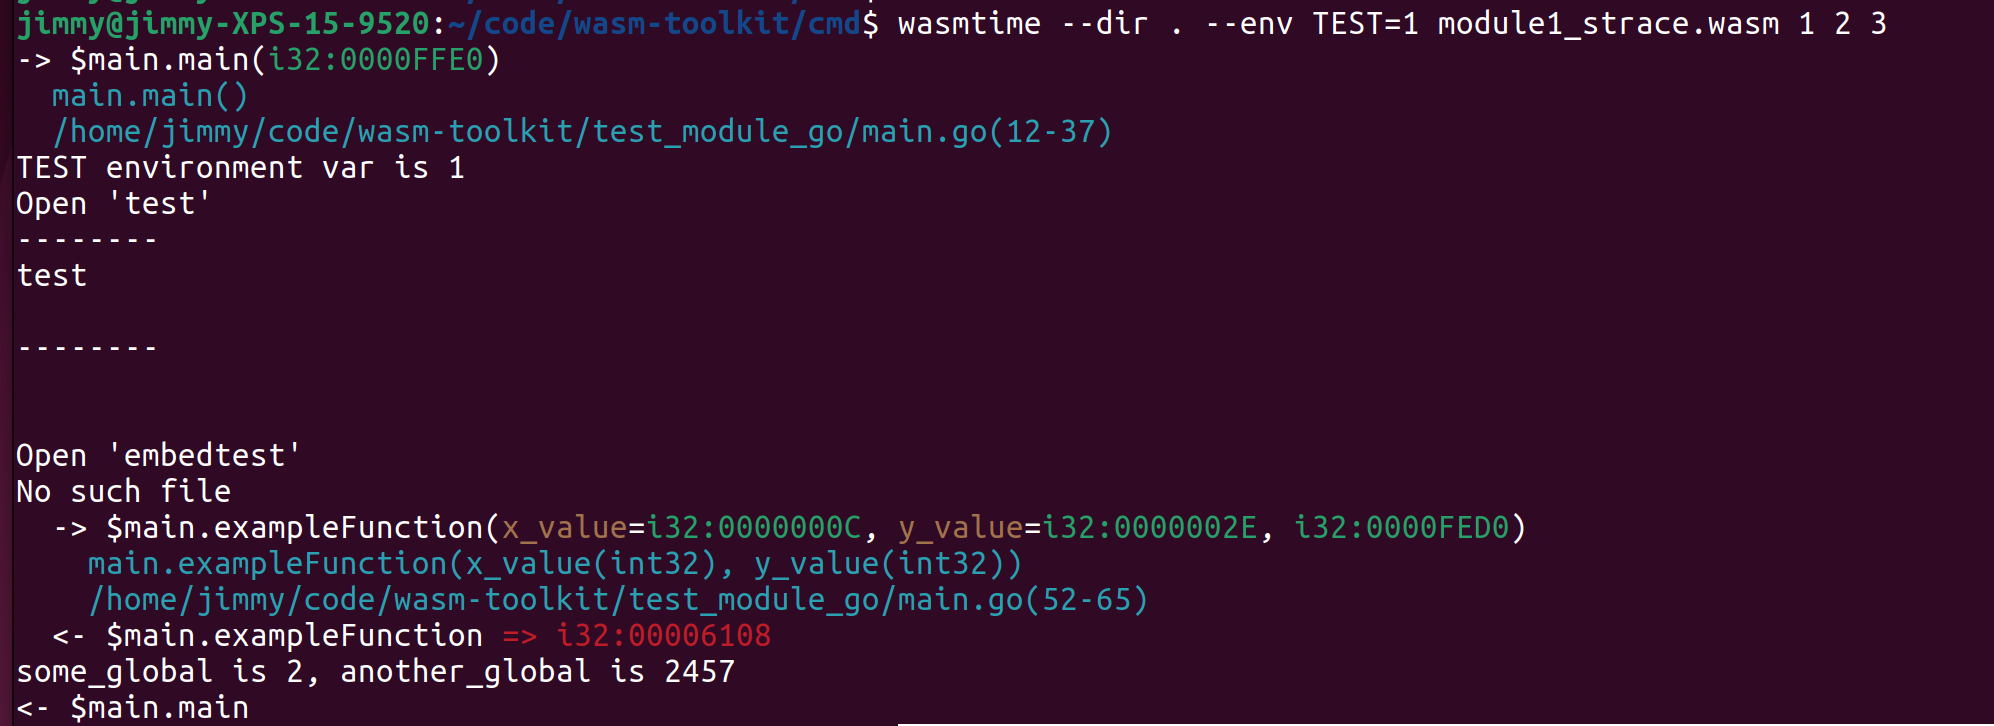 jimmy@jimmy-XPS-15-9520:~/code/wasm-toolkit/cmd$ wasmtime --dir . --env TEST=1 module1_strace.wasm 1 2 3
-> $main.main(i32:0000FFE0)
  main.main()
  /home/jimmy/code/wasm-toolkit/test_module_go/main.go(12-37)
TEST environment var is 1
Open 'test'
--------
test
--------
Open 'embedtest'
No such file
  -> $main.exampleFunction(x_value=i32:0000000C, y_value=i32:0000002E, i32:0000FED0)
    main.exampleFunction(x_value(int32), y_value(int32))
    /home/jimmy/code/wasm-toolkit/test_module_go/main.go(52-65)
  <- $main.exampleFunction => i32:00006108
some_global is 2, another_global is 2457
<- $main.main